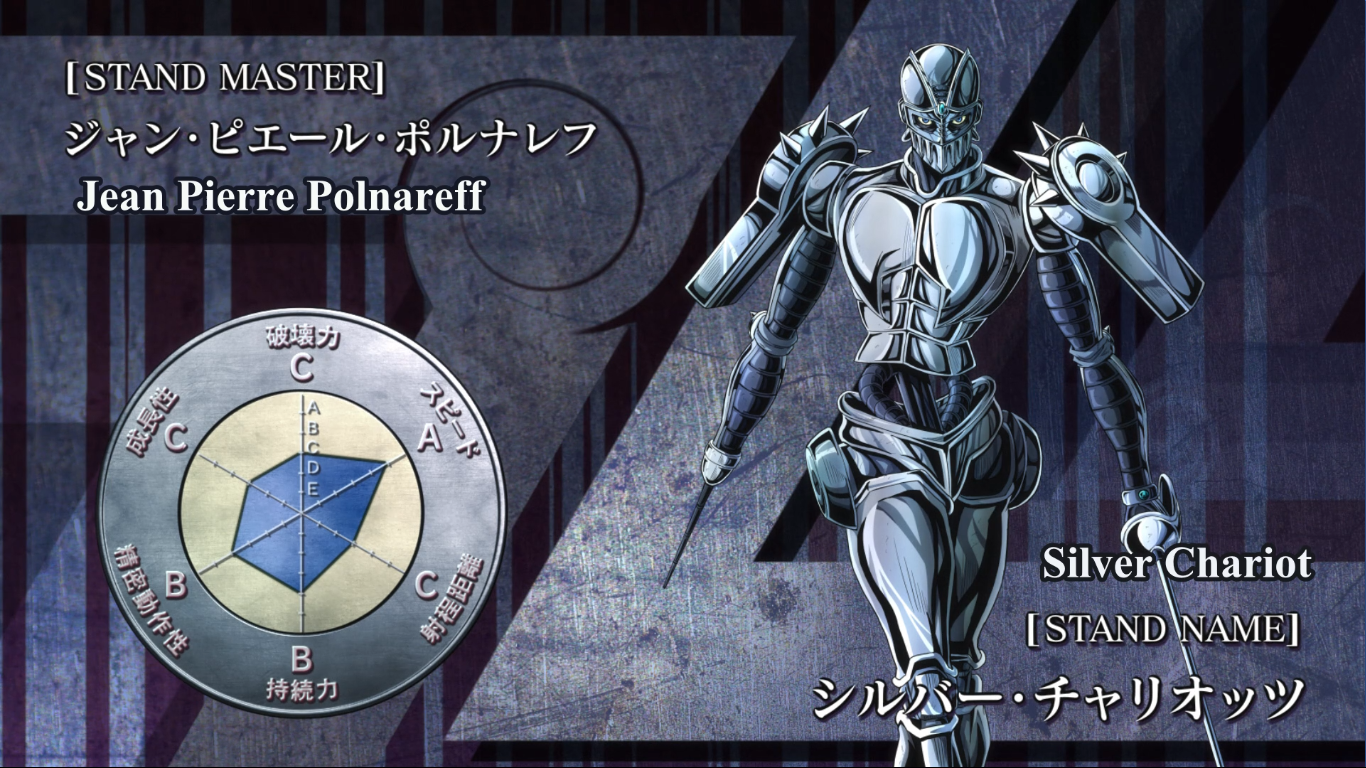 [STAND MASTER]
ジャン・ピエール・ポルナレフ
Jean Pierre Polnareff
破壊力
C
スピード
A
射程距離
C
持続力
B
精密動作性
B
成長性
C
A
B
C
D
E
Silver Chariot
[STAND NAME]
シルバー・チャリオッツ